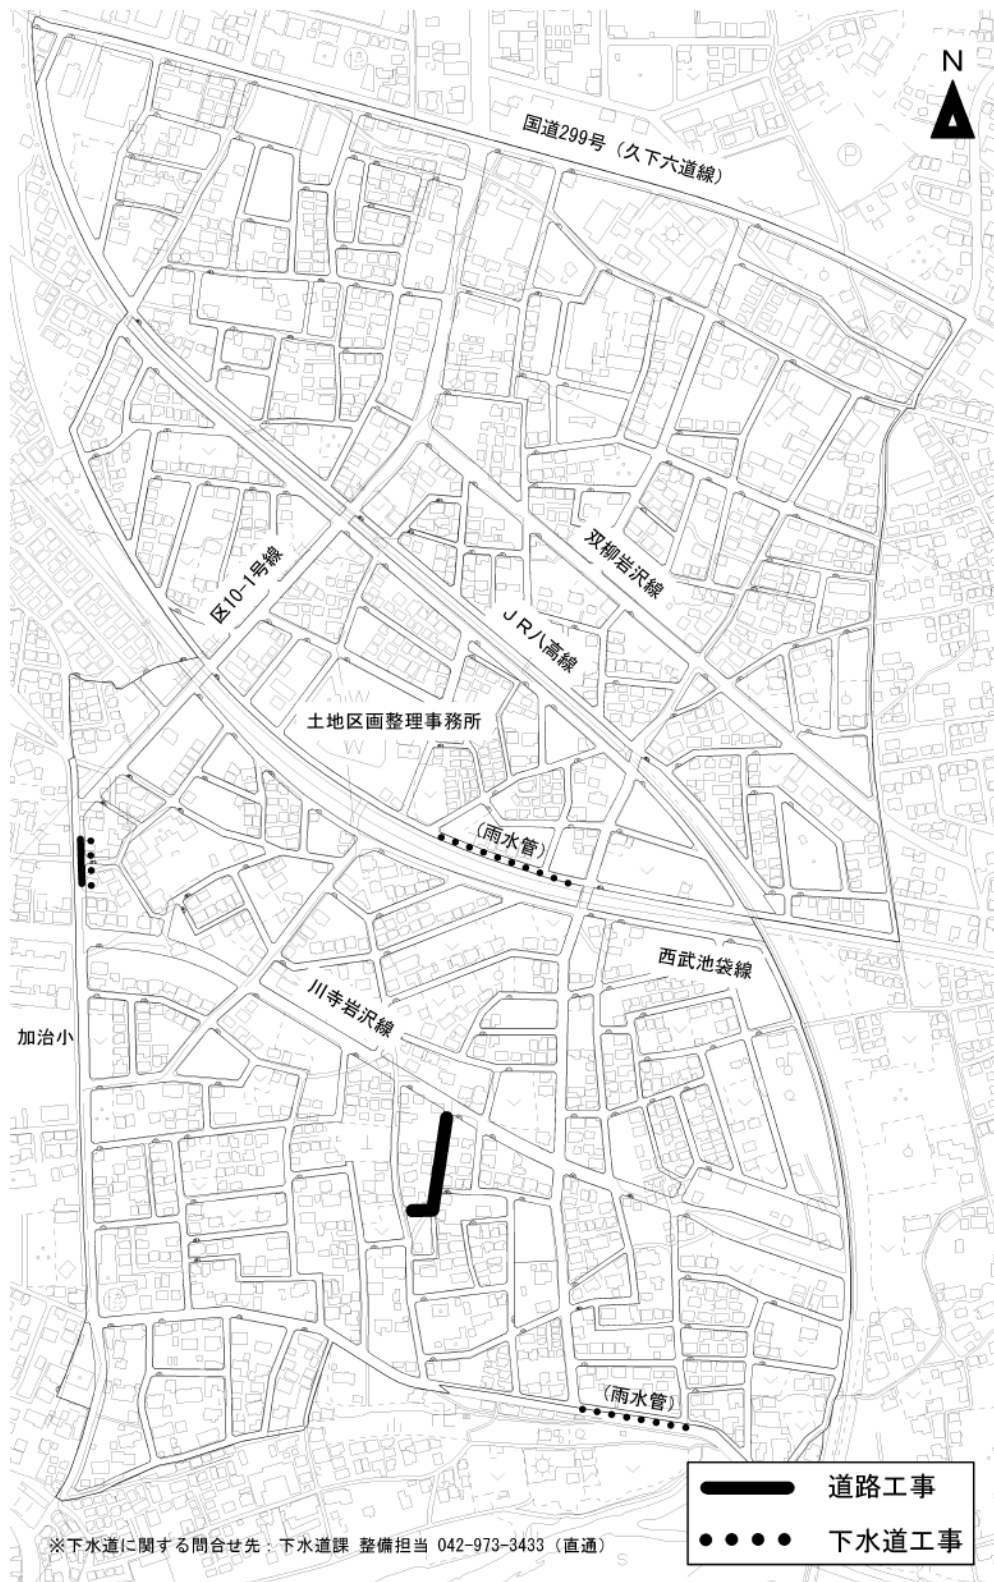 N
国道299号（久下六道線）
P
双柳岩沢線
区10-1号線
ＪＲ八高線
土地区画整理事務所
（雨水管）
西武池袋線
川寺岩沢線
加治小
（雨水管）
道路工事
下水道工事
※下水道に関する問合せ先：下水道課 整備担当 042-973-3433（直通）